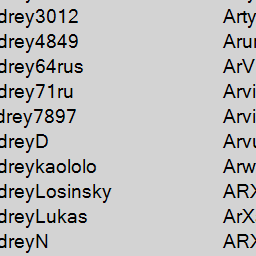 drey3012 Arty
drey4849 Arur
drey64rus ArV
drey71ru Arvi
drey7897 Arvi
dreyD Arvu
dreykaololo Arw
dreyLosinsky ARX
dreyLukas ArX
dreyN ARX